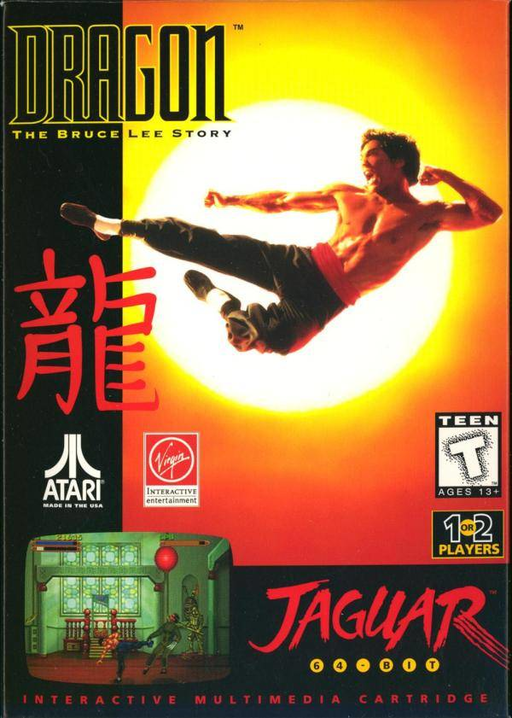 DRAGON™
THE BRUCE LEE STORY
龍
TEEN
T
AGES 13+
ATARI
MADE IN THE USA
Virgin
INTERACTIVE
entertainment
1 OR 2
PLAYERS
JAGUAR™
64-BIT
INTERACTIVE MULTIMEDIA CARTRIDGE